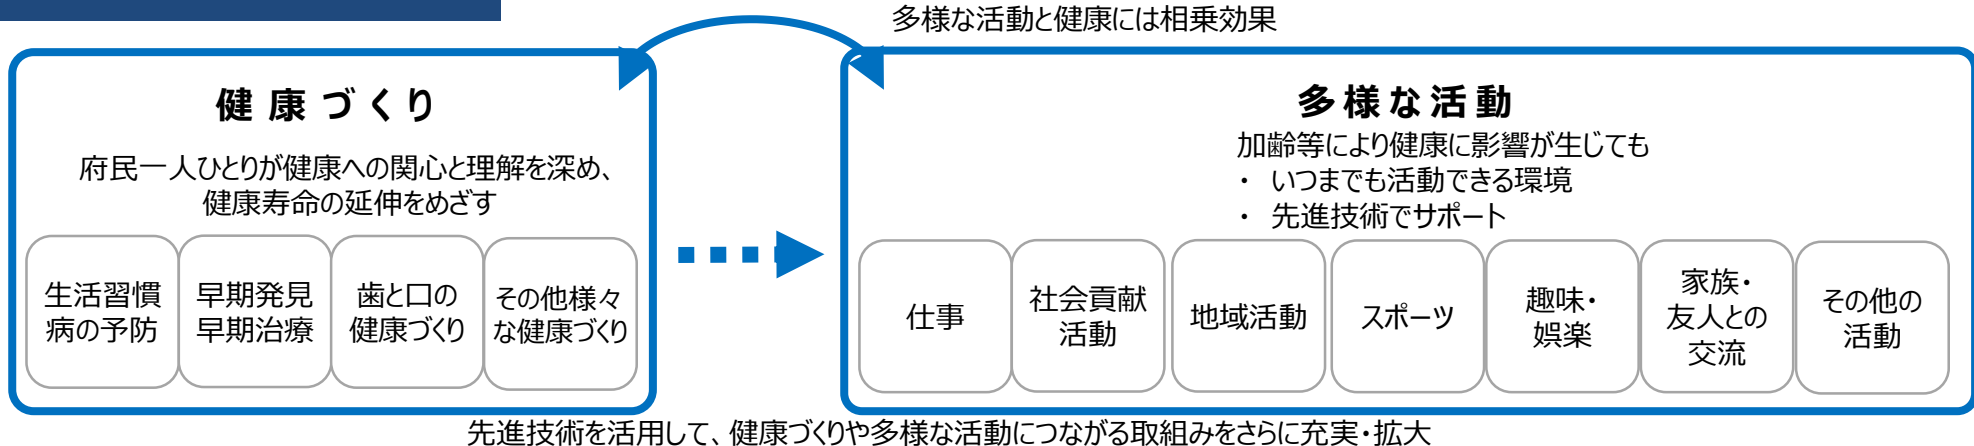 多様な活動と健康には相乗効果
健康づくり
府民一人ひとりが健康への関心と理解を深め、
健康寿命の延伸をめざす
生活習慣
病の予防
早期発見
早期治療
歯と口の
健康づくり
その他様々
な健康づくり
多様な活動
加齢等により健康に影響が生じても
・ いつまでも活動できる環境
・ 先進技術でサポート
仕事
社会貢献
活動
地域活動
スポーツ
趣味・
娯楽
家族・
友人との
交流
その他の
活動
先進技術を活用して、健康づくりや多様な活動につながる取組みをさらに充実・拡大